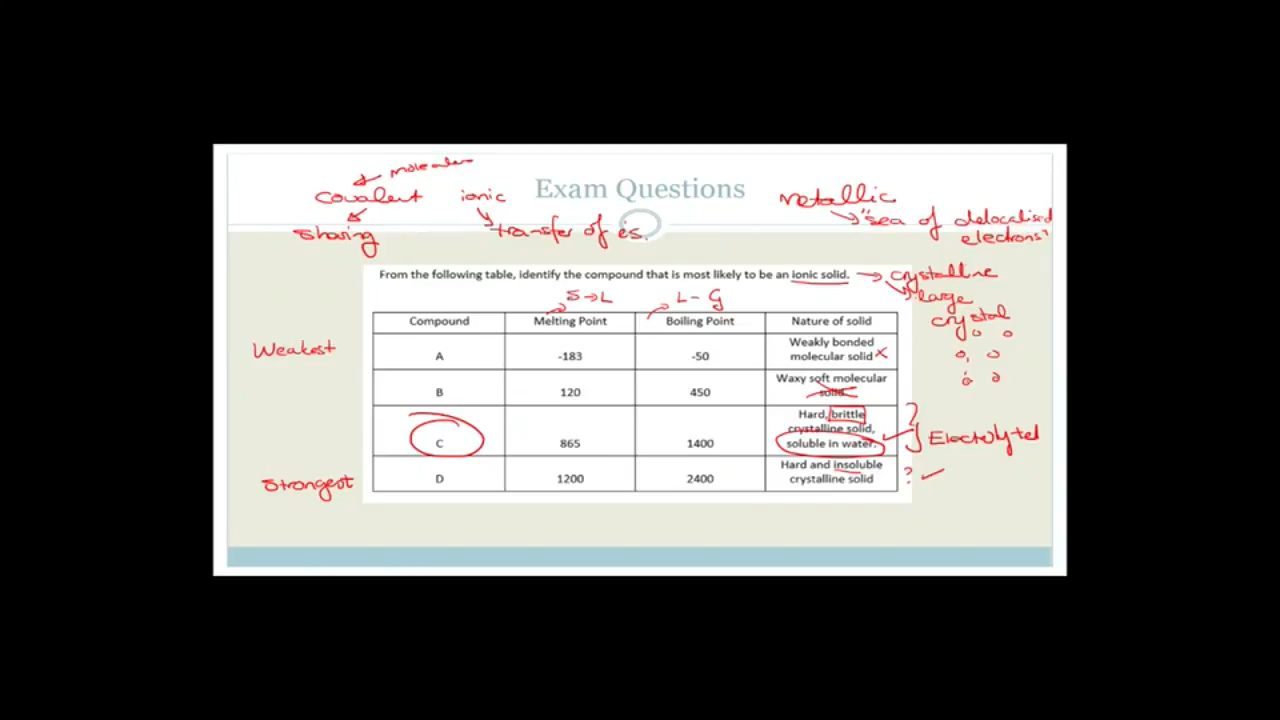 molecules
covalent ionic Exam Questions metallic
sharing transfer of e's. "sea of delocalised
electrons"
From the following table, identify the compound that is most likely to be an ionic solid. crystalline
large
crystal
S → L L - G
Compound Melting Point Boiling Point Nature of solid
Weakest
A -183 -50 Weakly bonded
molecular solid x
B 120 450 Waxy soft molecular
solid.
C 865 1400 Hard, brittle
crystalline solid,
soluble in water. ? Electrolytes
Strongest
D 1200 2400 Hard and insoluble
crystalline solid ? ✓